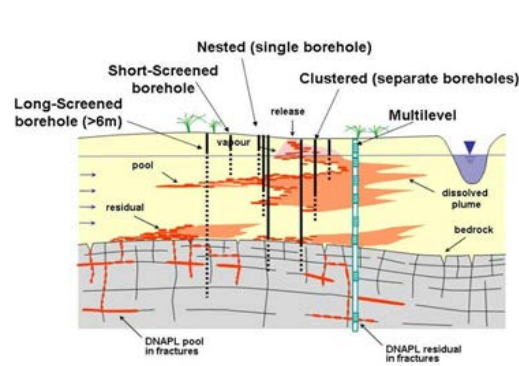 Nested (single borehole)
Short-Screened
borehole
Clustered (separate boreholes)
Long-Screened
borehole (>6m)
release
Multilevel
vapour
pool
dissolved
plume
residual
bedrock
DNAPL pool
in fractures
DNAPL residual
in fractures